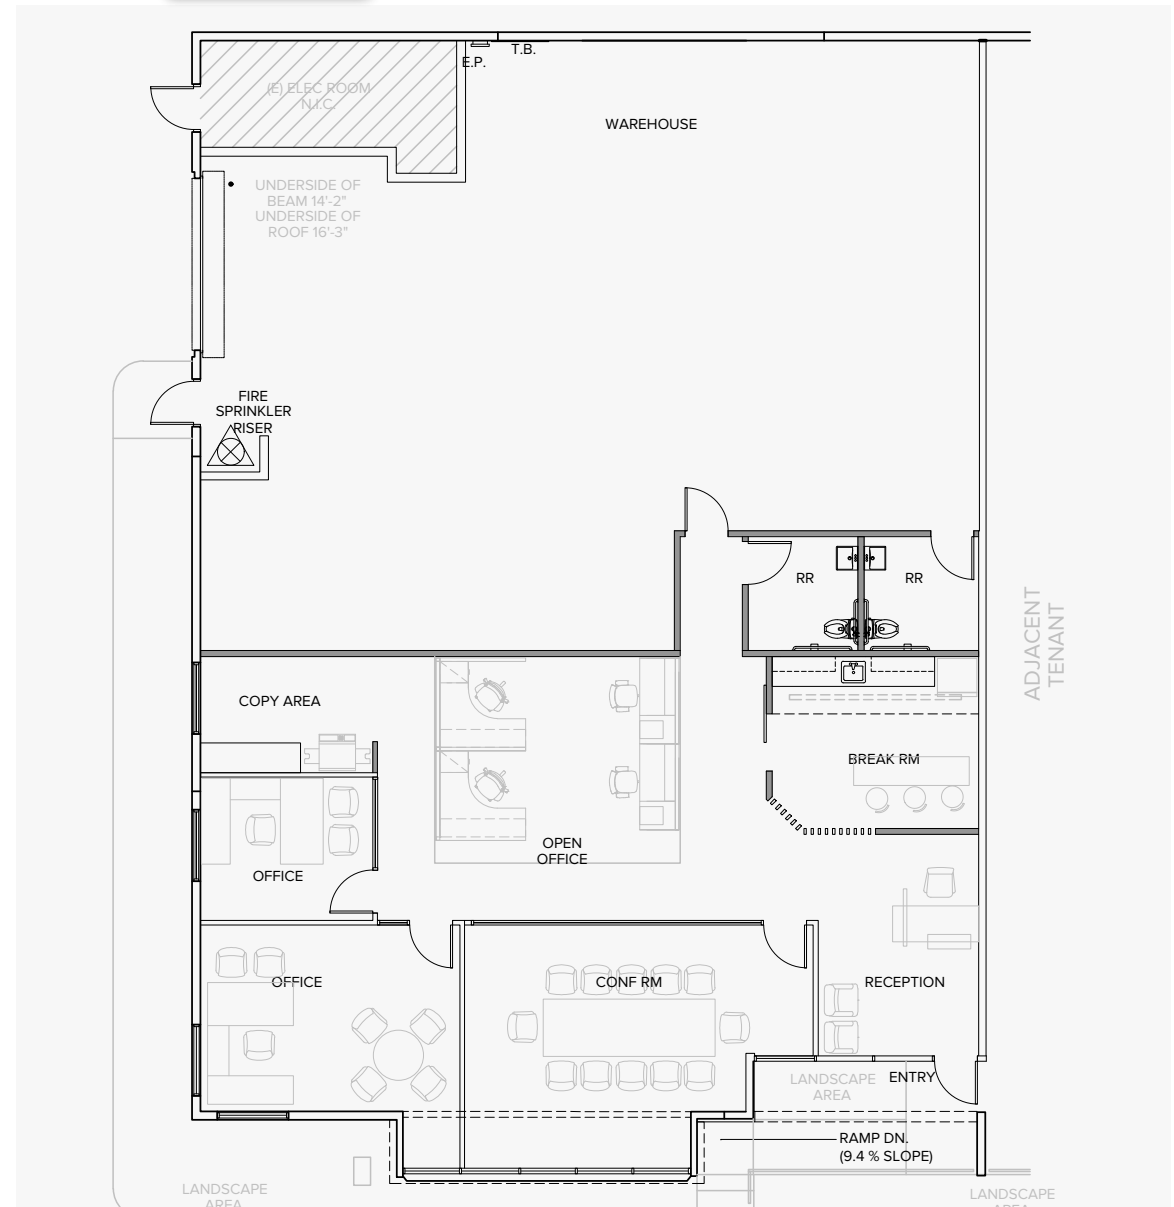 T.B.
E.P.
(E) ELEC ROOM
N.I.C.
WAREHOUSE
UNDERSIDE OF
BEAM 14'-2"
UNDERSIDE OF
ROOF 16'-3"
FIRE
SPRINKLER
RISER
RR
RR
ADJACENT
TENANT
COPY AREA
BREAK RM
OPEN
OFFICE
OFFICE
OFFICE
CONF RM
RECEPTION
LANDSCAPE
AREA
ENTRY
RAMP DN.
(9.4 % SLOPE)
LANDSCAPE
AREA
LANDSCAPE
AREA